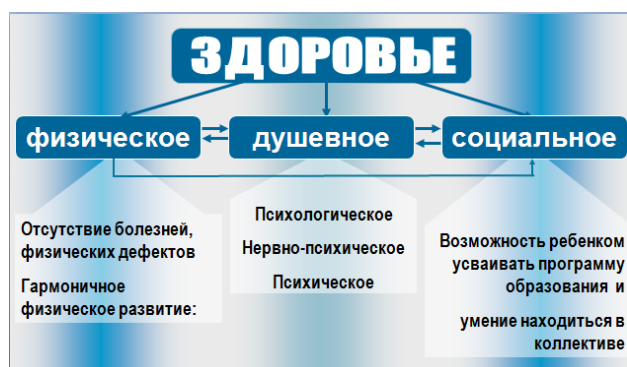 ЗДОРОВЬЕ
физическое
душевное
социальное
Отсутствие болезней,
физических дефектов
Гармоничное
физическое развитие:
Психологическое
Нервно-психическое
Психическое
Возможность ребенком
усваивать программу
образования и
умение находиться в
коллективе